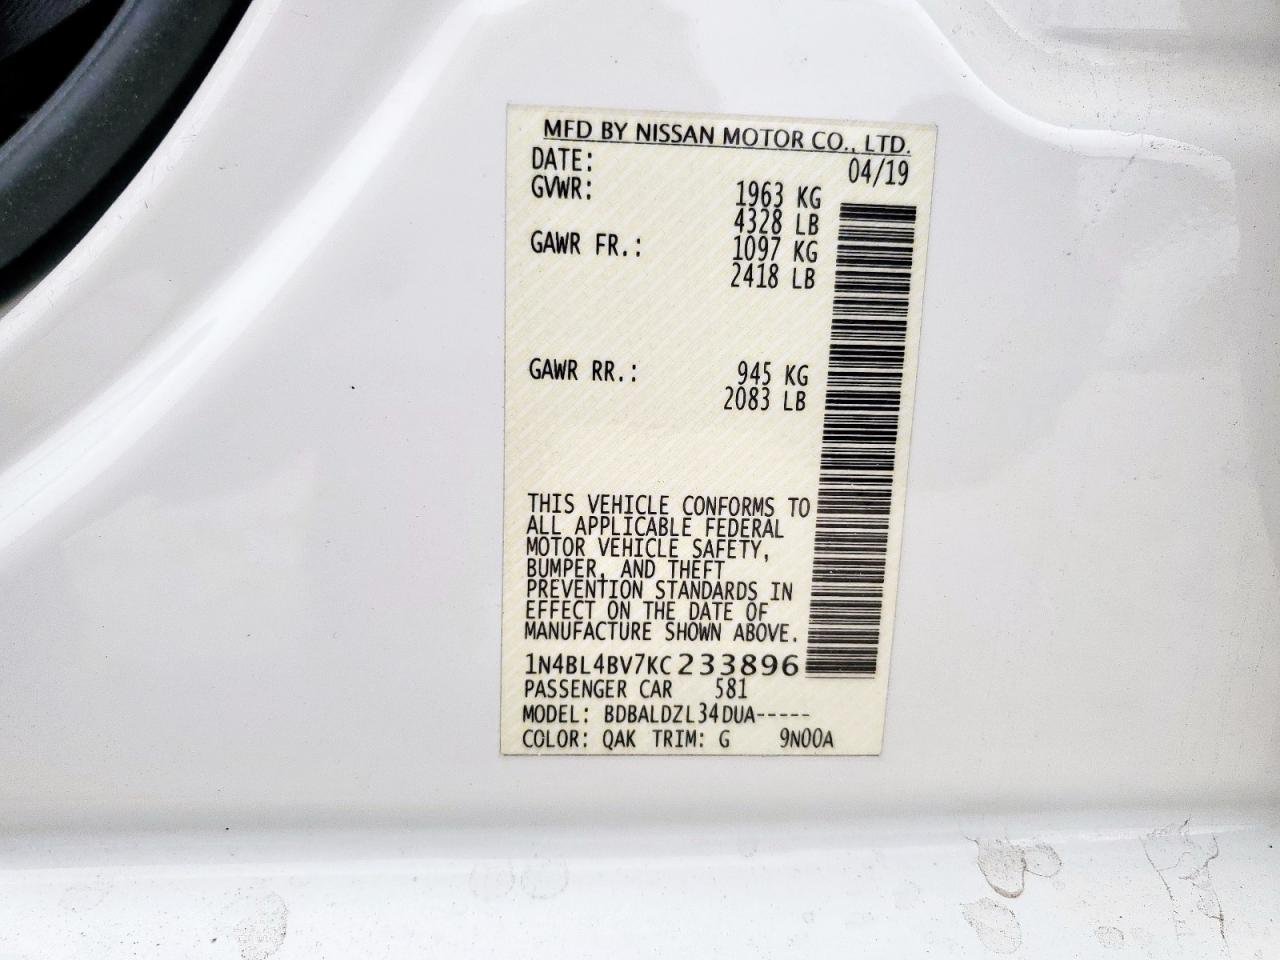 MFD BY NISSAN MOTOR CO., LTD.
DATE: 04/19
GVWR: 1963 KG
4328 LB
GAWR FR.: 1097 KG
2418 LB
GAWR RR.: 945 KG
2083 LB
THIS VEHICLE CONFORMS TO
ALL APPLICABLE FEDERAL
MOTOR VEHICLE SAFETY,
BUMPER, AND THEFT
PREVENTION STANDARDS IN
EFFECT ON THE DATE OF
MANUFACTURE SHOWN ABOVE.
1N4BL4BV7KC233896
PASSENGER CAR 581
MODEL: BDBALDZL34DUA-----
COLOR: QAK TRIM: G 9N00A